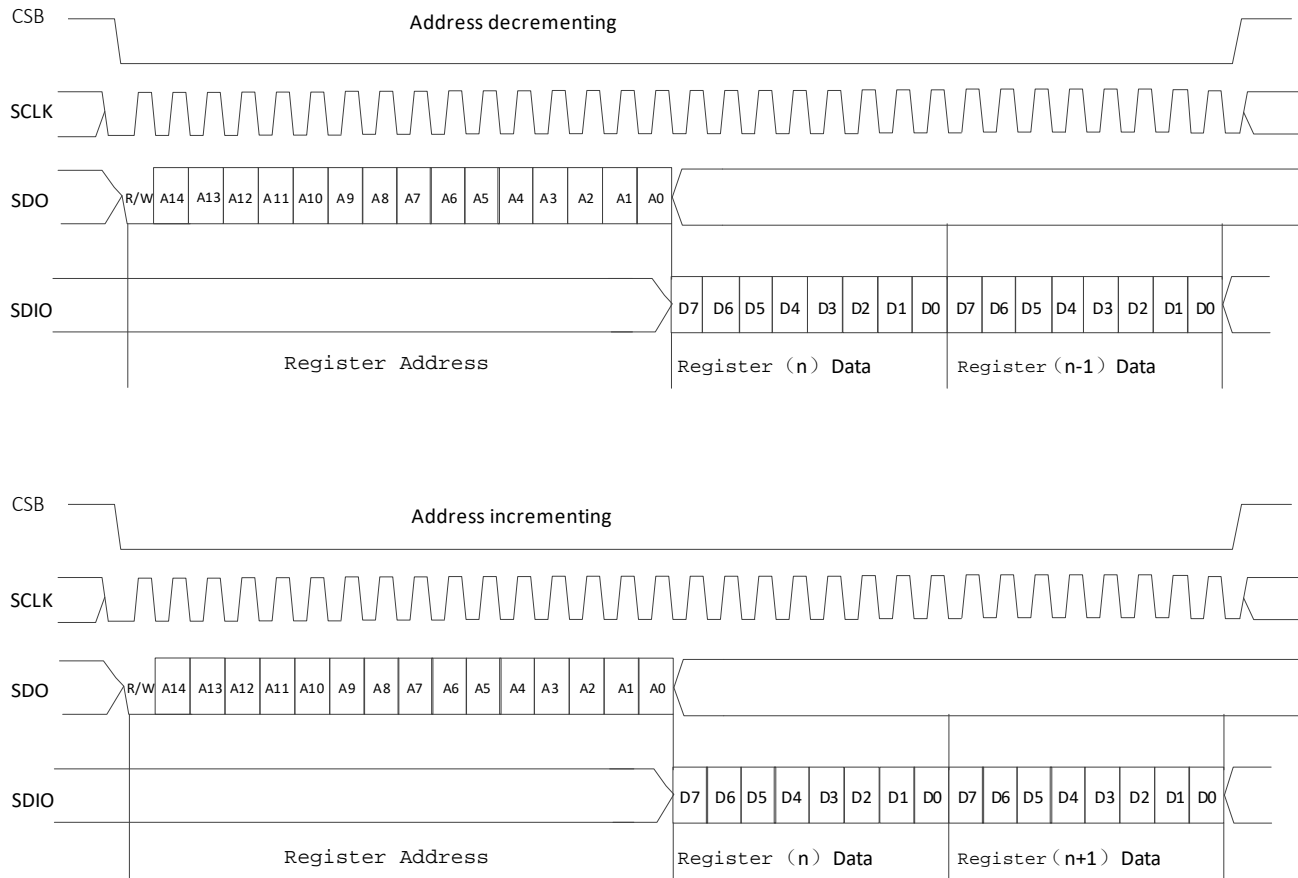 CSB
Address decrementing
SCLK
SDO R/W A14 A13 A12 A11 A10 A9 A8 A7 A6 A5 A4 A3 A2 A1 A0
SDIO D7 D6 D5 D4 D3 D2 D1 D0 D7 D6 D5 D4 D3 D2 D1 D0
Register Address Register（n）Data Register（n-1）Data
CSB
Address incrementing
SCLK
SDO R/W A14 A13 A12 A11 A10 A9 A8 A7 A6 A5 A4 A3 A2 A1 A0
SDIO D7 D6 D5 D4 D3 D2 D1 D0 D7 D6 D5 D4 D3 D2 D1 D0
Register Address Register（n）Data Register（n+1）Data